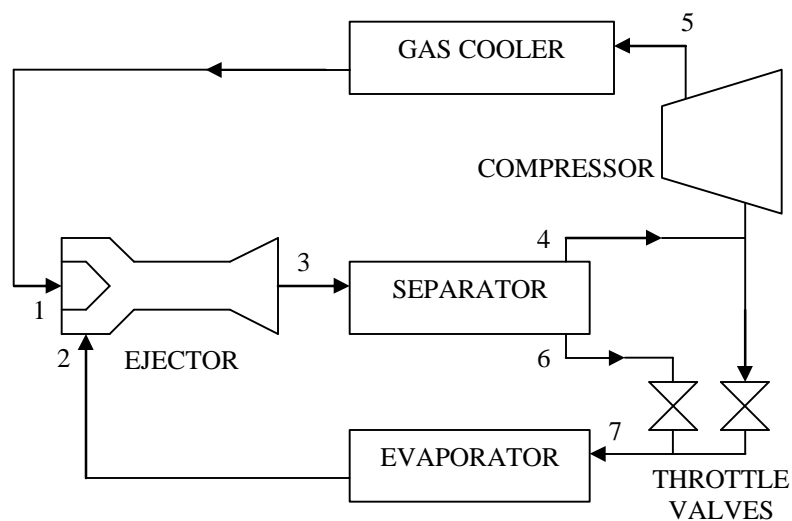 5
GAS COOLER
COMPRESSOR
4
3
SEPARATOR
1
2
EJECTOR
6
7
EVAPORATOR
THROTTLE
VALVES